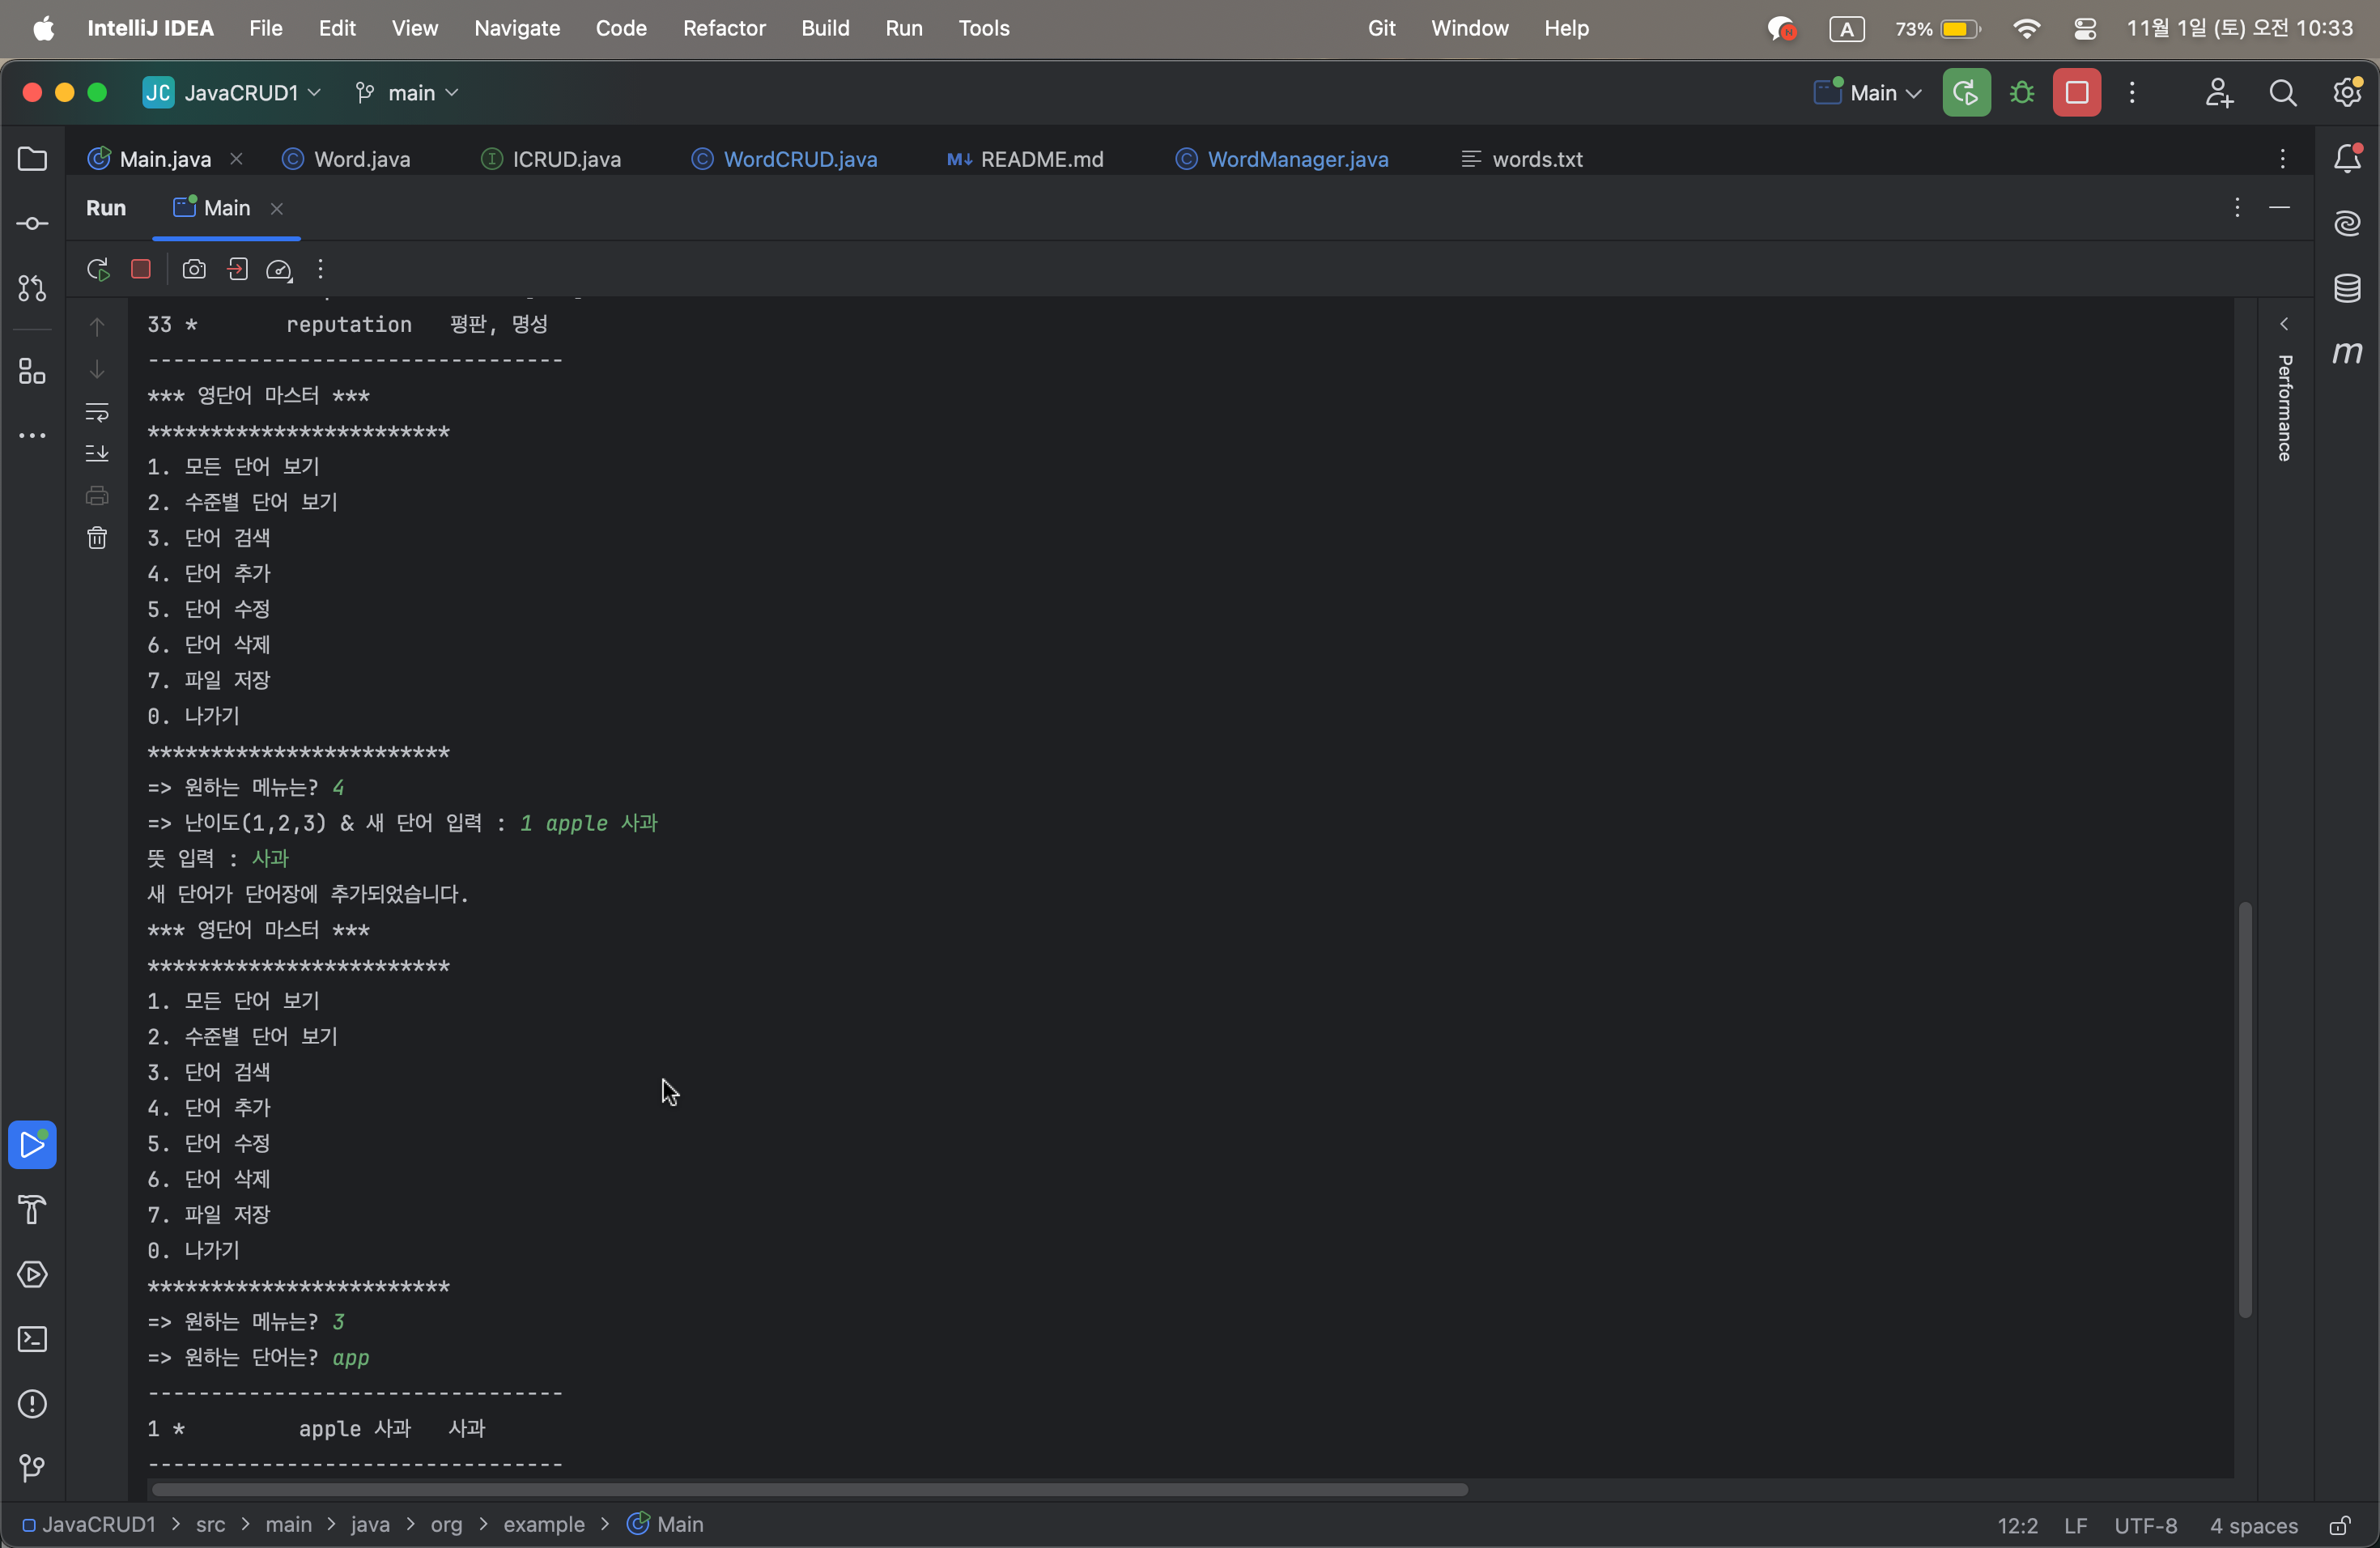 IntelliJ IDEA File Edit View Navigate Code Refactor Build Run Tools Git Window Help N A 73% 11월 1일 (토) 오전 10:33
JC JavaCRUD1 main Main
Main.java Word.java ICRUD.java WordCRUD.java M↓ README.md WordManager.java words.txt
Run Main
33 * reputation 평판, 명성
---------------------------------
*** 영단어 마스터 ***
************************
1. 모든 단어 보기
2. 수준별 단어 보기
3. 단어 검색
4. 단어 추가
5. 단어 수정
6. 단어 삭제
7. 파일 저장
0. 나가기
************************
=> 원하는 메뉴는? 4
=> 난이도(1,2,3) & 새 단어 입력 : 1 apple 사과
뜻 입력 : 사과
새 단어가 단어장에 추가되었습니다.
*** 영단어 마스터 ***
************************
1. 모든 단어 보기
2. 수준별 단어 보기
3. 단어 검색
4. 단어 추가
5. 단어 수정
6. 단어 삭제
7. 파일 저장
0. 나가기
************************
=> 원하는 메뉴는? 3
=> 원하는 단어는? app
---------------------------------
1 * apple 사과 사과
---------------------------------
Performance
m
JavaCRUD1 > src > main > java > org > example > Main 12:2 LF UTF-8 4 spaces